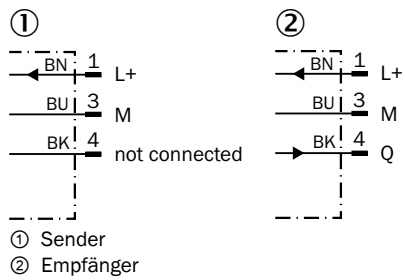 ① ②
BN 1 L+
BU 3 M
BK 4 not connected
BN 1 L+
BU 3 M
BK 4 Q
① Sender
② Empfänger